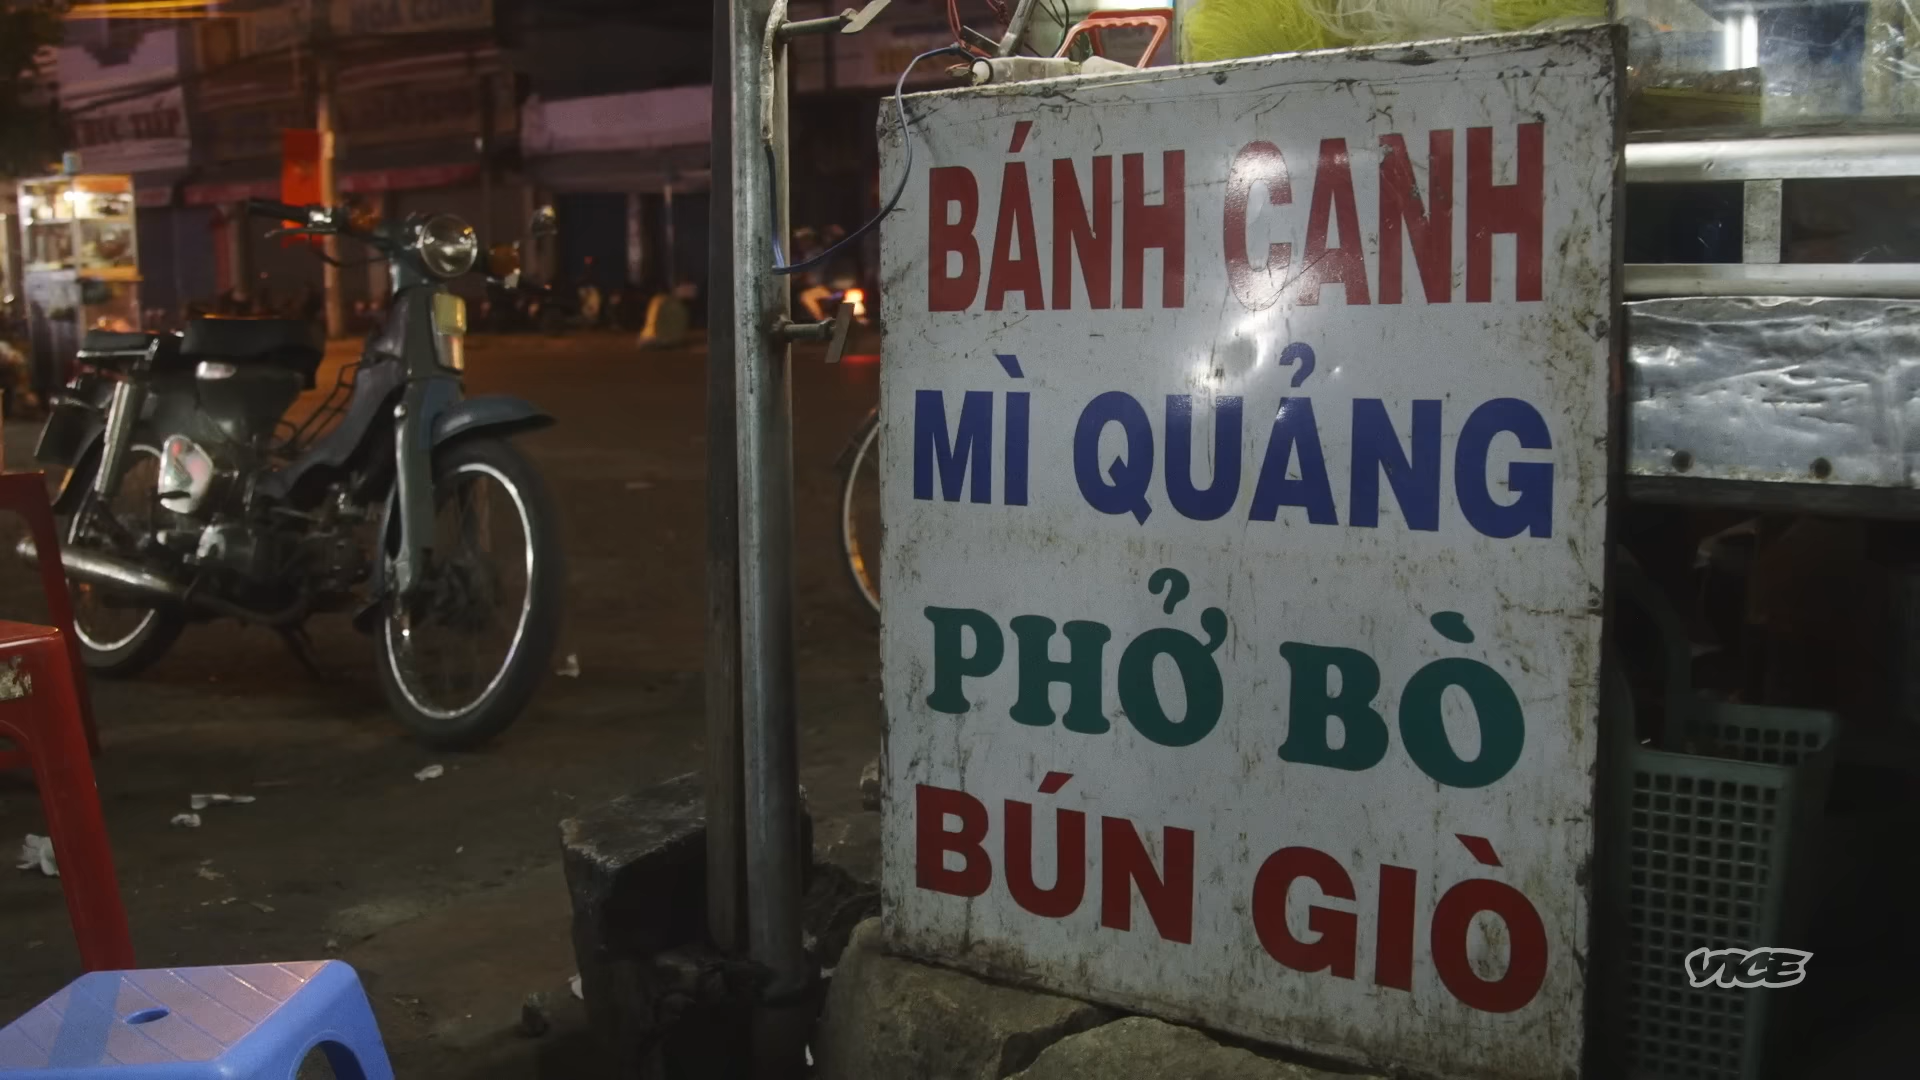 BÁNH CANH
MÌ QUẢNG
PHỞ BÒ
BÚN GIÒ
VICE